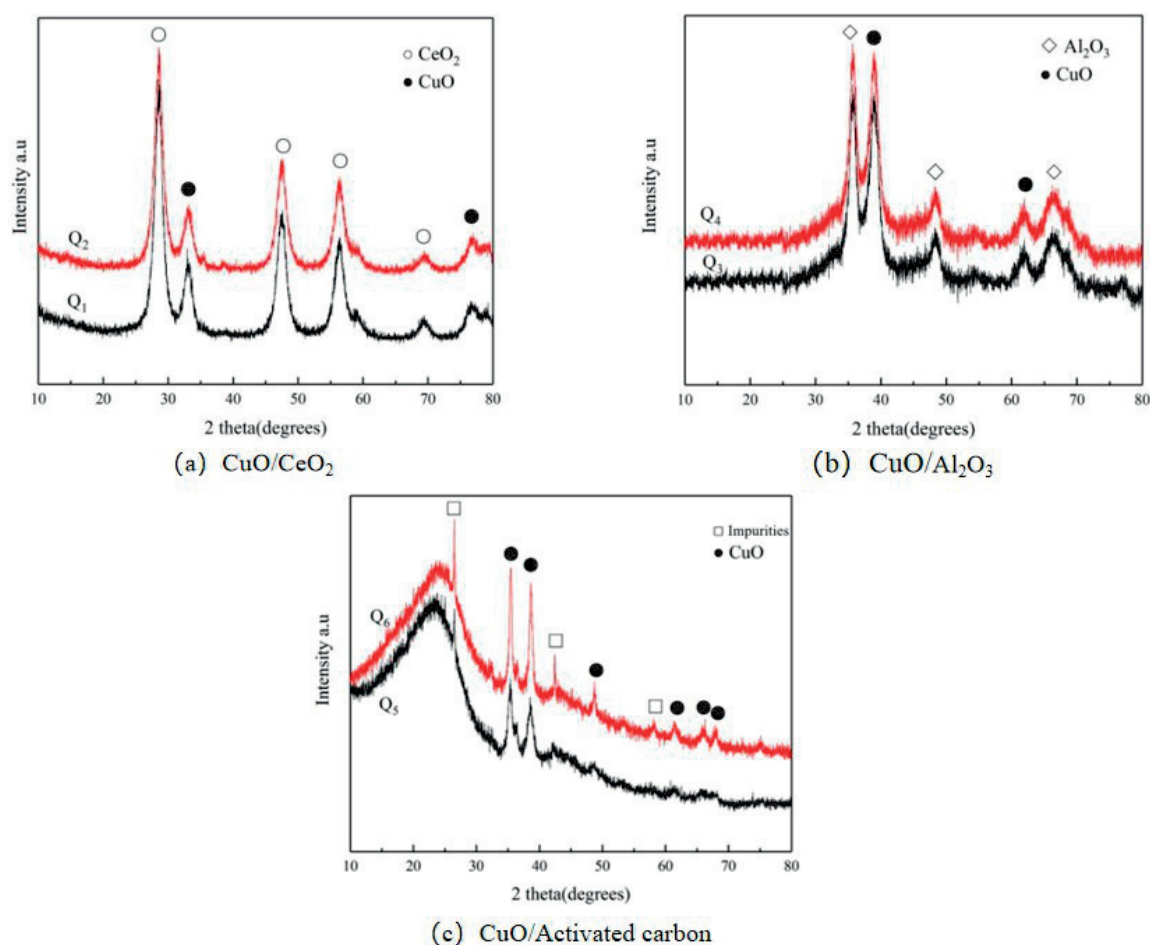 CeO₂
CuO
Intensity a.u
Q₂
Q₁
10 20 30 40 50 60 70 80
2 theta(degrees)
(a) CuO/CeO₂
Al₂O₃
CuO
Intensity a.u
Q₄
Q₃
10 20 30 40 50 60 70 80
2 theta(degrees)
(b) CuO/Al₂O₃
Impurities
CuO
Intensity a.u
Q₆
Q₅
10 20 30 40 50 60 70 80
2 theta(degrees)
(c) CuO/Activated carbon